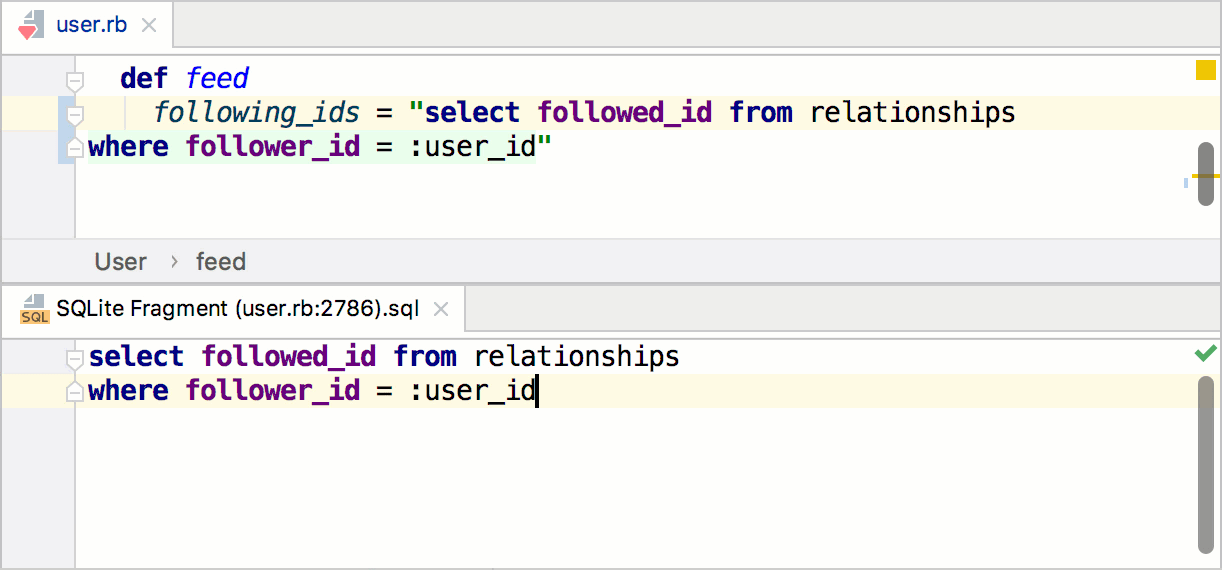 user.rb
def feed
following_ids = "select followed_id from relationships
where follower_id = :user_id"
User › feed
SQL SQLite Fragment (user.rb:2786).sql
select followed_id from relationships
where follower_id = :user_id